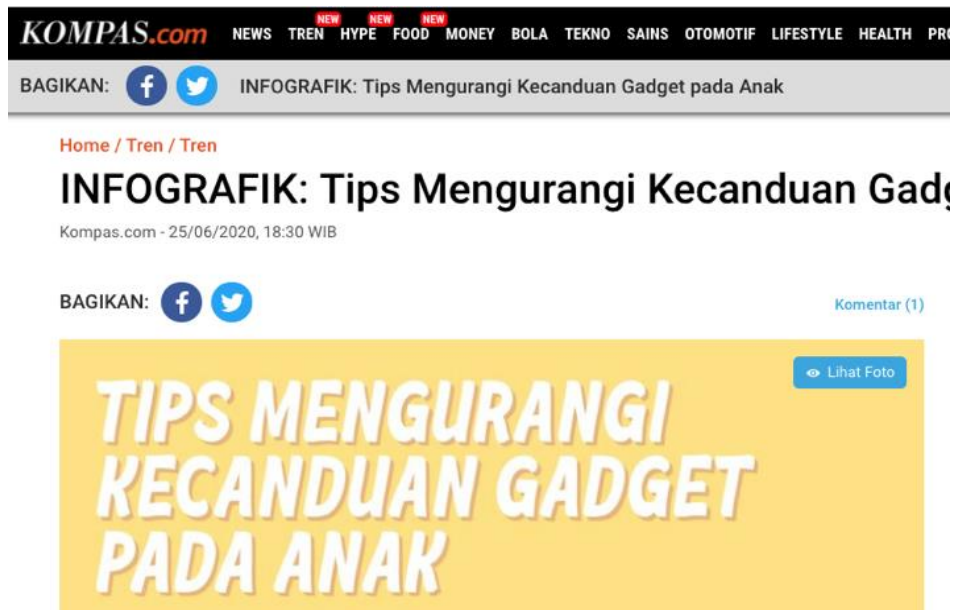 KOMPAS.com NEWS TREN NEW HYPE NEW FOOD NEW MONEY BOLA TEKNO SAINS OTOMOTIF LIFESTYLE HEALTH
BAGIKAN: INFOGRAFIK: Tips Mengurangi Kecanduan Gadget pada Anak
Home / Tren / Tren
INFOGRAFIK: Tips Mengurangi Kecanduan
Kompas.com - 25/06/2020, 18:30 WIB
BAGIKAN:
Komentar (1)
Lihat Foto
TIPS MENGURANGI
KECANDUAN GADGET
PADA ANAK